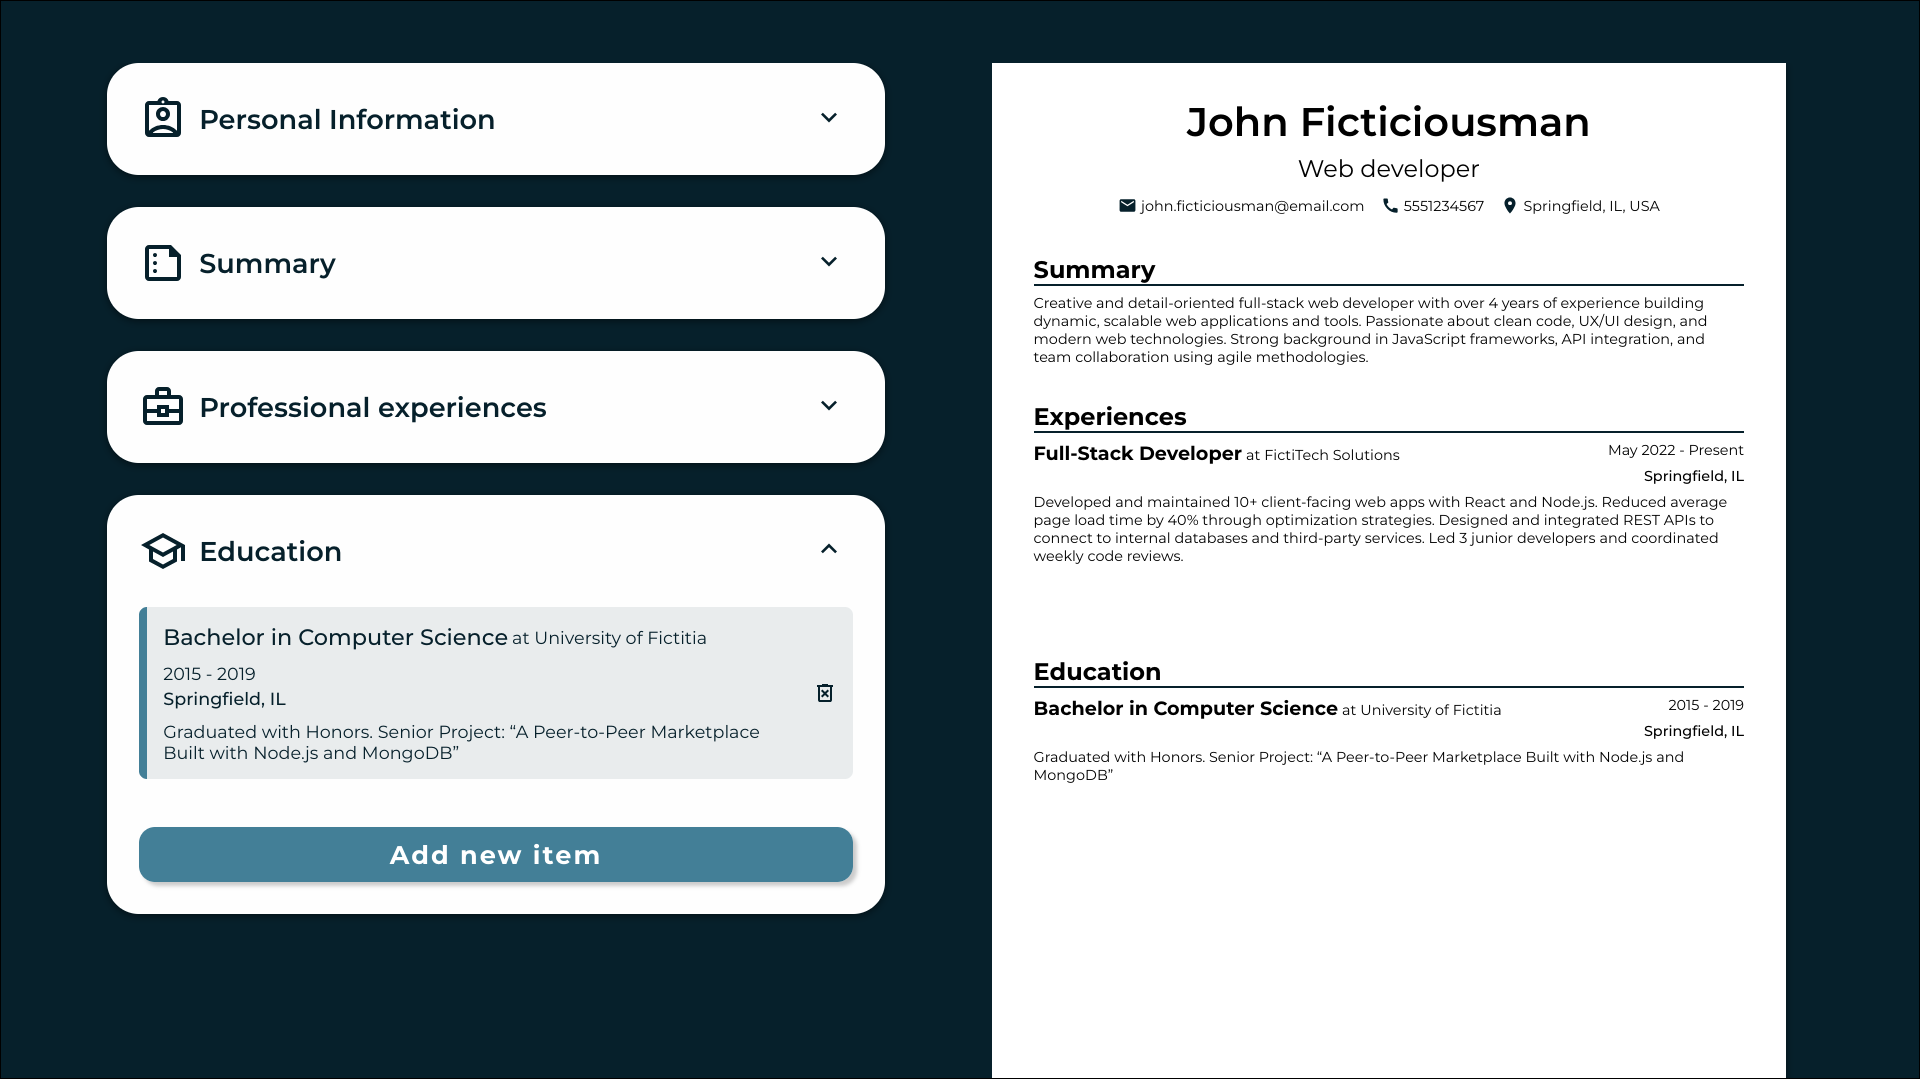 Personal Information
Summary
Professional experiences
Education
Bachelor in Computer Science at University of Fictitia
2015 - 2019
Springfield, IL
Graduated with Honors. Senior Project: “A Peer-to-Peer Marketplace
Built with Node.js and MongoDB”
Add new item
John Ficticiousman
Web developer
john.ficticiousman@email.com 5551234567 Springfield, IL, USA
Summary
Creative and detail-oriented full-stack web developer with over 4 years of experience building
dynamic, scalable web applications and tools. Passionate about clean code, UX/UI design, and
modern web technologies. Strong background in JavaScript frameworks, API integration, and
team collaboration using agile methodologies.
Experiences
Full-Stack Developer at FictiTech Solutions May 2022 - Present
Springfield, IL
Developed and maintained 10+ client-facing web apps with React and Node.js. Reduced average
page load time by 40% through optimization strategies. Designed and integrated REST APIs to
connect to internal databases and third-party services. Led 3 junior developers and coordinated
weekly code reviews.
Education
Bachelor in Computer Science at University of Fictitia 2015 - 2019
Springfield, IL
Graduated with Honors. Senior Project: “A Peer-to-Peer Marketplace Built with Node.js and
MongoDB”